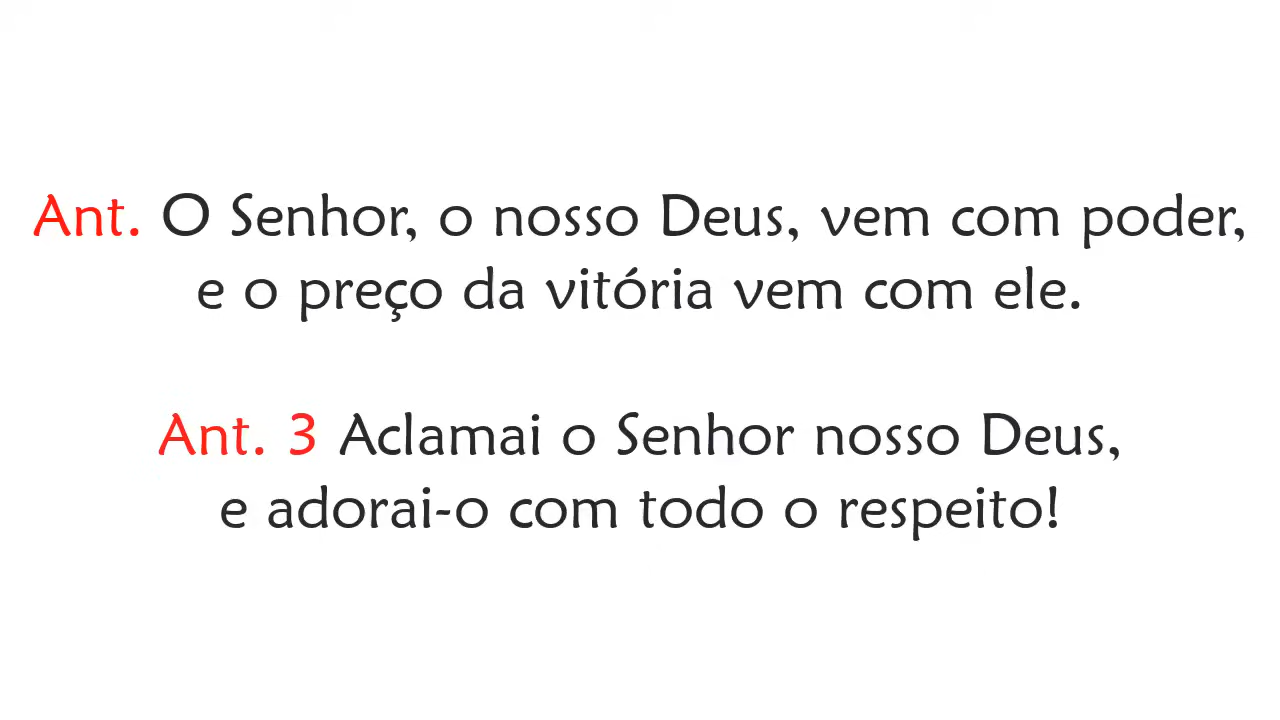 Ant. O Senhor, o nosso Deus, vem com poder,
e o preço da vitória vem com ele.
Ant. 3 Aclamai o Senhor nosso Deus,
e adorai-o com todo o respeito!